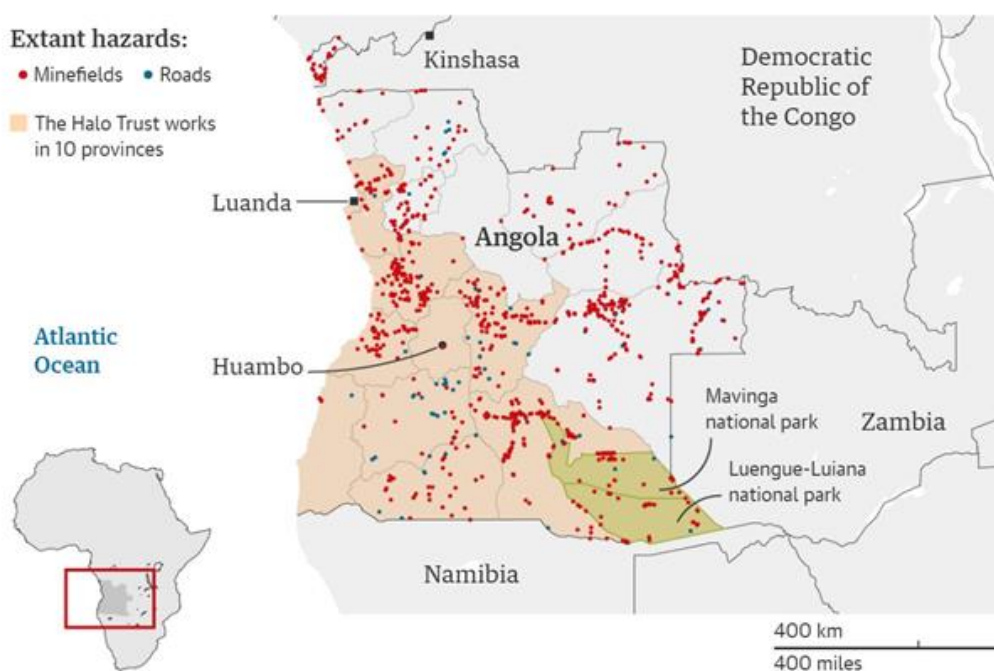 Extant hazards:
Minefields
Roads
The Halo Trust works
in 10 provinces
Kinshasa
Democratic
Republic of
the Congo
Luanda
Angola
Atlantic
Ocean
Huambo
Mavinga
national park
Zambia
Luengue-Luiana
national park
Namibia
400 km
400 miles